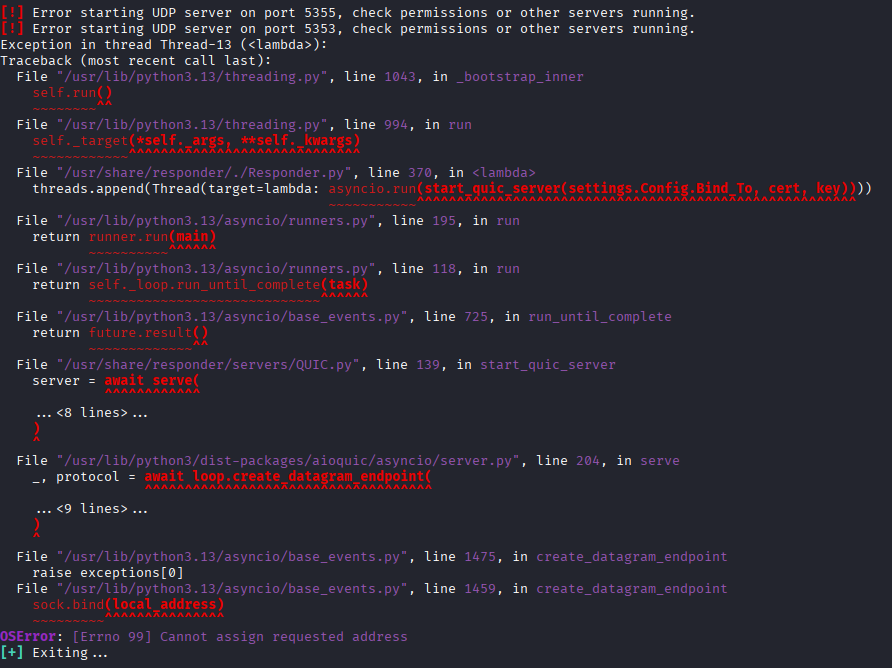 [!] Error starting UDP server on port 5355, check permissions or other servers running.
[!] Error starting UDP server on port 5353, check permissions or other servers running.
Exception in thread Thread-13 (<lambda>):
Traceback (most recent call last):
  File "/usr/lib/python3.13/threading.py", line 1043, in _bootstrap_inner
    self.run()
    ~~~~~~~~^^
  File "/usr/lib/python3.13/threading.py", line 994, in run
    self._target(*self._args, **self._kwargs)
    ~~~~~~~~~~~~^^^^^^^^^^^^^^^^^^^^^^^^^^^^^
  File "/usr/share/responder/./Responder.py", line 370, in <lambda>
    threads.append(Thread(target=lambda: asyncio.run(start_quic_server(settings.Config.Bind_To, cert, key))))
                                         ~~~~~~~~~~~^^^^^^^^^^^^^^^^^^^^^^^^^^^^^^^^^^^^^^^^^^^^^^^^^^^^^^^
  File "/usr/lib/python3.13/asyncio/runners.py", line 195, in run
    return runner.run(main)
           ~~~~~~~~~~^^^^^^
  File "/usr/lib/python3.13/asyncio/runners.py", line 118, in run
    return self._loop.run_until_complete(task)
           ~~~~~~~~~~~~~~~~~~~~~~~~~~~~~^^^^^^
  File "/usr/lib/python3.13/asyncio/base_events.py", line 725, in run_until_complete
    return future.result()
           ~~~~~~~~~~~~~^^
  File "/usr/share/responder/servers/QUIC.py", line 139, in start_quic_server
    server = await serve(
             ^^^^^^^^^^^^
    ...<8 lines>...
    )
    ^
  File "/usr/lib/python3/dist-packages/aioquic/asyncio/server.py", line 204, in serve
    _, protocol = await loop.create_datagram_endpoint(
                  ^^^^^^^^^^^^^^^^^^^^^^^^^^^^^^^^^^^^
    ...<9 lines>...
    )
    ^
  File "/usr/lib/python3.13/asyncio/base_events.py", line 1475, in create_datagram_endpoint
    raise exceptions[0]
  File "/usr/lib/python3.13/asyncio/base_events.py", line 1459, in create_datagram_endpoint
    sock.bind(local_address)
    ~~~~~~~~~^^^^^^^^^^^^^^^
OSError: [Errno 99] Cannot assign requested address
[+] Exiting...